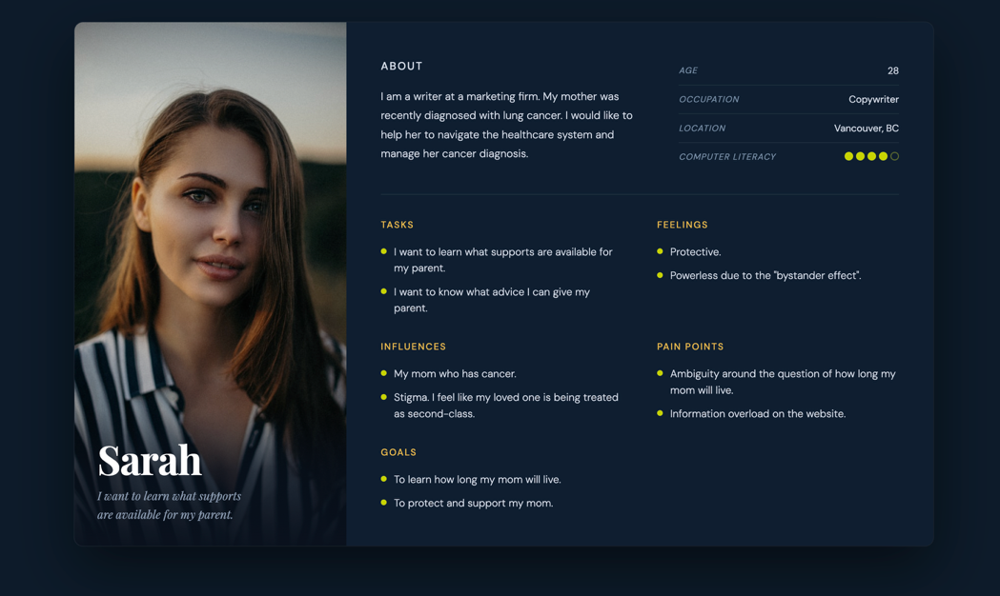 Sarah
I want to learn what supports
are available for my parent.
ABOUT
I am a writer at a marketing firm. My mother was
recently diagnosed with lung cancer. I would like to
help her to navigate the healthcare system and
manage her cancer diagnosis.
AGE 28
OCCUPATION Copywriter
LOCATION Vancouver, BC
COMPUTER LITERACY
TASKS
I want to learn what supports are available for
my parent.
I want to know what advice I can give my
parent.
FEELINGS
Protective.
Powerless due to the "bystander effect".
INFLUENCES
My mom who has cancer.
Stigma. I feel like my loved one is being treated
as second-class.
PAIN POINTS
Ambiguity around the question of how long my
mom will live.
Information overload on the website.
GOALS
To learn how long my mom will live.
To protect and support my mom.